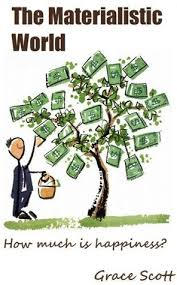 The Materialistic
World
How much is happiness?
Grace Scott